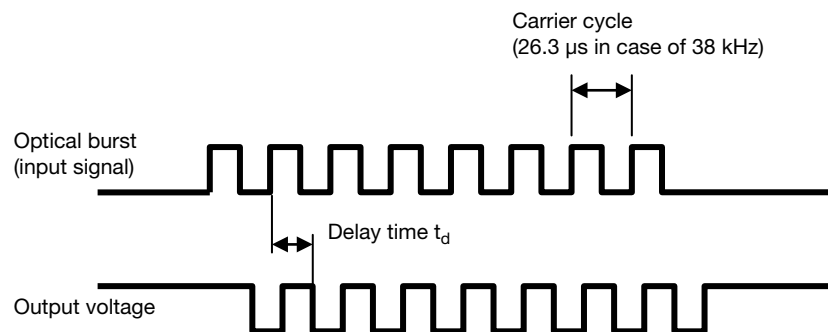 Carrier cycle
(26.3 µs in case of 38 kHz)
Optical burst
(input signal)
Delay time td
Output voltage